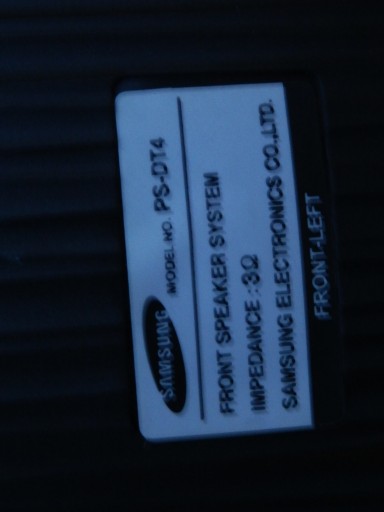 SAMSUNG MODEL NO. PS-DT4
FRONT SPEAKER SYSTEM
IMPEDANCE : 3Ω
SAMSUNG ELECTRONICS CO.,LTD.
FRONT-LEFT